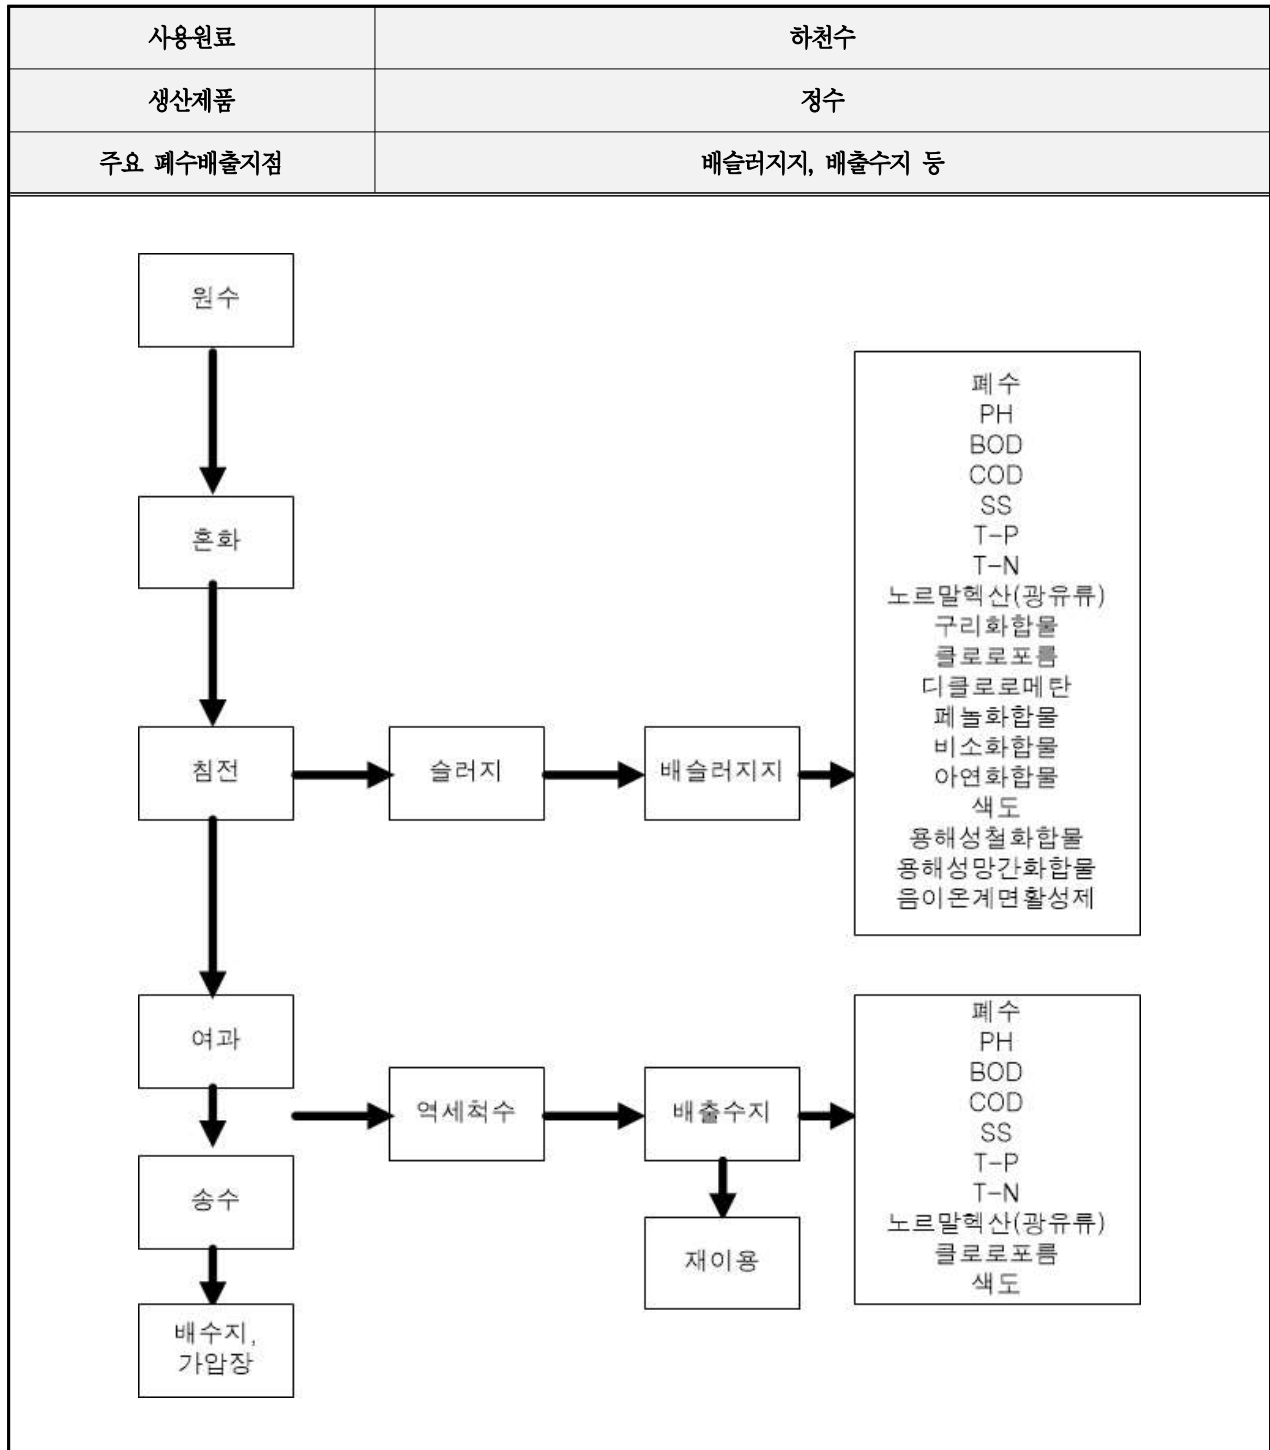 사용원료 하천수
생산제품 정수
주요 폐수배출지점 배슬러지지, 배출수지 등
원수
혼화
침전
슬러지
배슬러지지
폐수
PH
BOD
COD
SS
T-P
T-N
노르말헥산(광유류)
구리화합물
클로로포름
디클로로메탄
페놀화합물
비소화합물
아연화합물
색도
용해성철화합물
용해성망간화합물
음이온계면활성제
여과
역세척수
배출수지
재이용
폐수
PH
BOD
COD
SS
T-P
T-N
노르말헥산(광유류)
클로로포름
색도
송수
배수지,
가압장